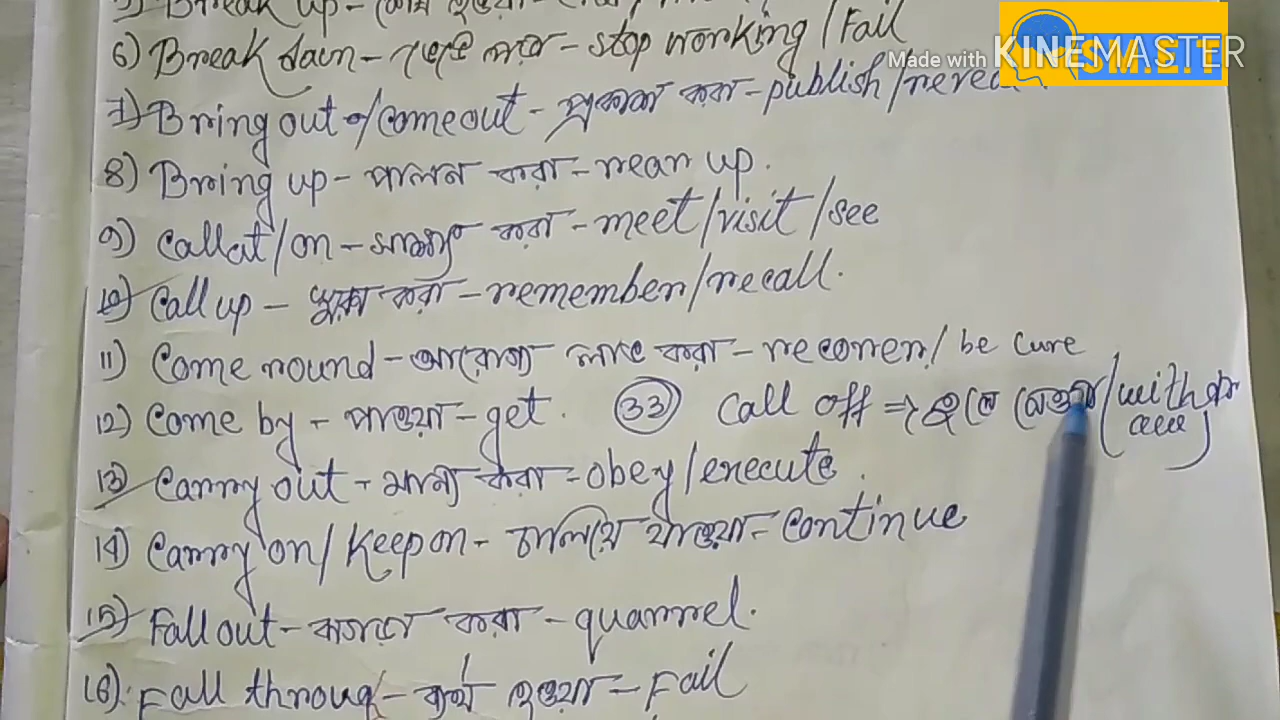 Break up -
6) Break down - ভেঙ্গে পড়া - stop working / Fail
Made with KINEMASTER
7) Bring out / come out - প্রকাশ করা - publish /
8) Bring up - পালন করা - rear up.
9) Call at / on - সাক্ষাৎ করা - meet / visit / see
10) Call up - স্মরণ করা - remember / recall.
11) Come round - আরোগ্য লাভ করা - recorrer / be cure
12) Come by - পাওয়া - get. 33 Call off ⇒ তুলে নেওয়া / withdraw
13) Carry out - মান্য করা - obey / execute.
14) Carry on / Keep on - চালিয়ে যাওয়া - continue
15) Fall out - ঝগড়া করা - quarrel.
16) Fall throug - ব্যর্থ হওয়া - Fail